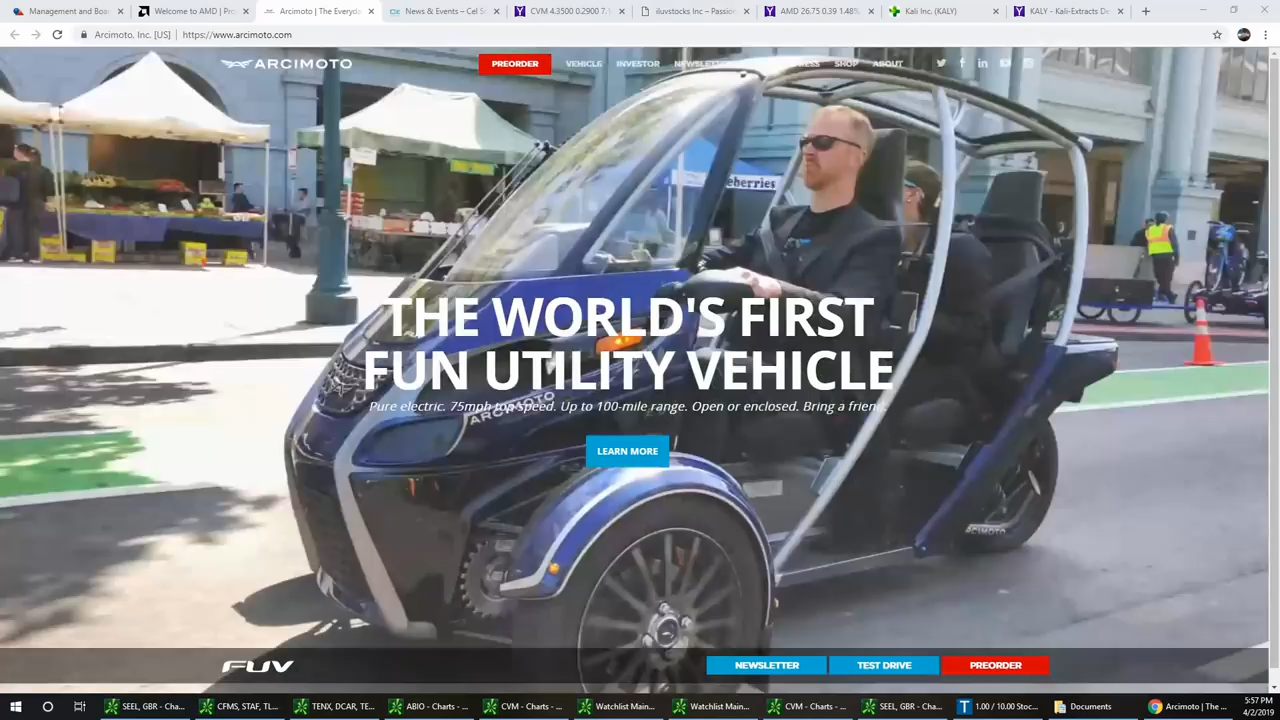 Management and Boa
Welcome to AMD | Pro
Arcimoto | The Everyda
News & Events – Cel S
CVM 4.3500 0.2900 7.1
iluvstocks Inc – Passion
AMD 26.75 0.39 1.48%
Kali Inc. (KALY)
KALY - Kali-Extracts De
Arcimoto, Inc. [US] | https://www.arcimoto.com
ARCIMOTO
PREORDER
VEHICLE
INVESTOR
SHOP
ABOUT
eberries
THE WORLD'S FIRST
FUN UTILITY VEHICLE
Pure electric. 75mph top speed. Up to 100-mile range. Open or enclosed. Bring a friend.
ARCIMOTO
LEARN MORE
ARCIMOTO
FUV
NEWSLETTER
TEST DRIVE
PREORDER
SEEL, GBR - Cha...
CFMS, STAF, TL...
TENX, DCAR, TE...
ABIO - Charts - ...
CVM - Charts - ...
Watchlist Main...
Watchlist Main...
CVM - Charts - ...
SEEL, GBR - Cha...
1.00 / 10.00 Stoc...
Documents
Arcimoto | The ...
5:57 PM
4/2/2019